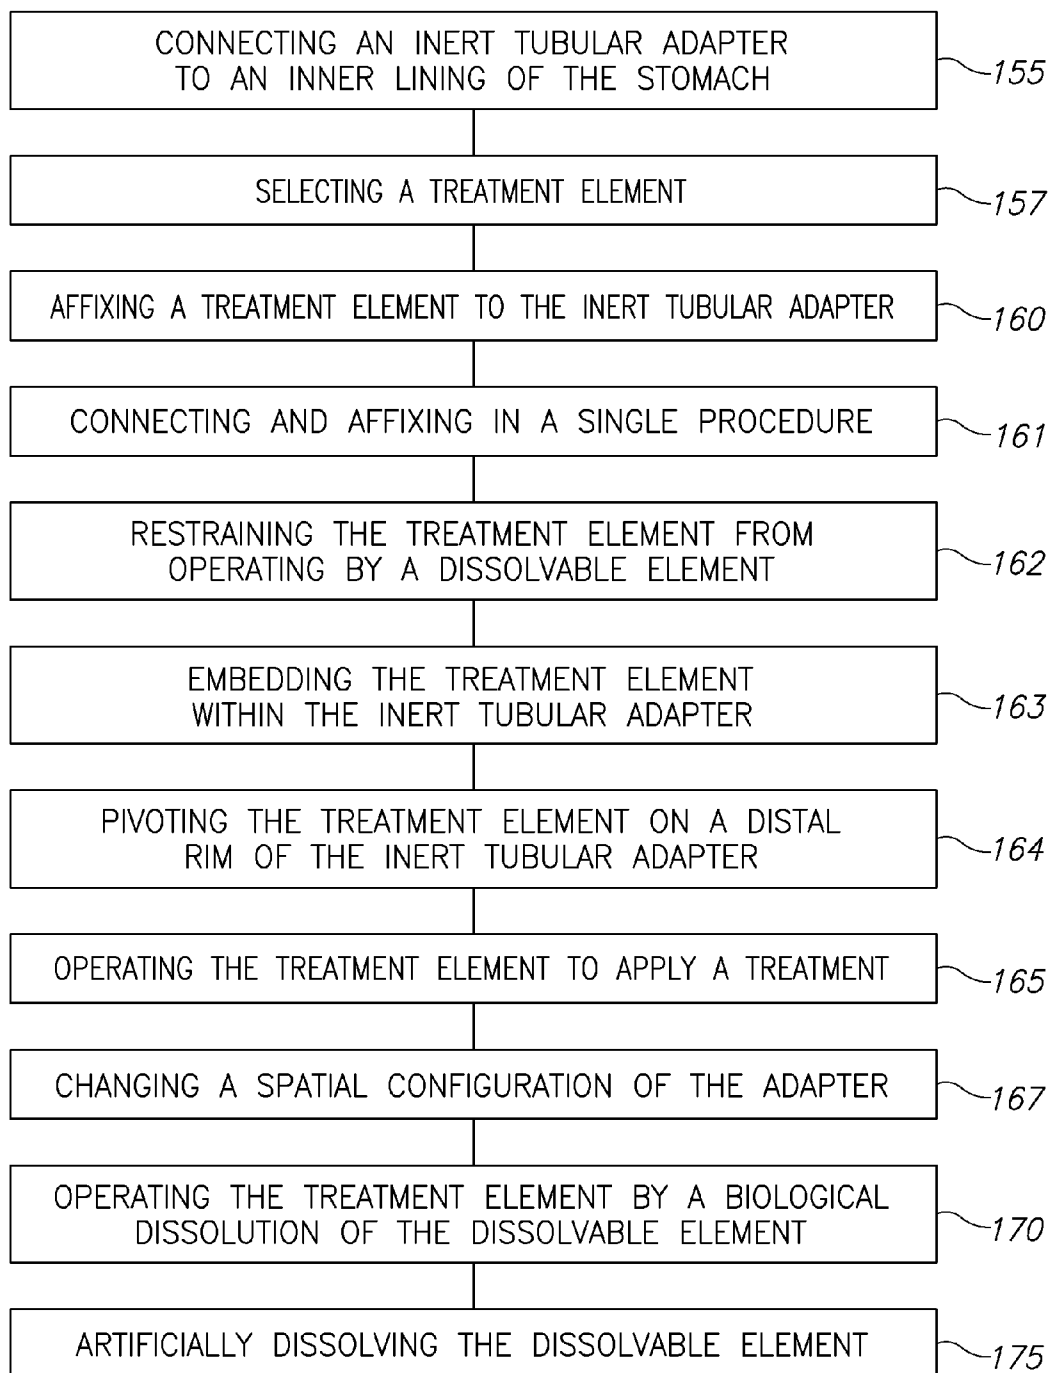 CONNECTING AN INERT TUBULAR ADAPTER
TO AN INNER LINING OF THE STOMACH
155
SELECTING A TREATMENT ELEMENT
157
AFFIXING A TREATMENT ELEMENT TO THE INERT TUBULAR ADAPTER
160
CONNECTING AND AFFIXING IN A SINGLE PROCEDURE
161
RESTRAINING THE TREATMENT ELEMENT FROM
OPERATING BY A DISSOLVABLE ELEMENT
162
EMBEDDING THE TREATMENT ELEMENT
WITHIN THE INERT TUBULAR ADAPTER
163
PIVOTING THE TREATMENT ELEMENT ON A DISTAL
RIM OF THE INERT TUBULAR ADAPTER
164
OPERATING THE TREATMENT ELEMENT TO APPLY A TREATMENT
165
CHANGING A SPATIAL CONFIGURATION OF THE ADAPTER
167
OPERATING THE TREATMENT ELEMENT BY A BIOLOGICAL
DISSOLUTION OF THE DISSOLVABLE ELEMENT
170
ARTIFICIALLY DISSOLVING THE DISSOLVABLE ELEMENT
175